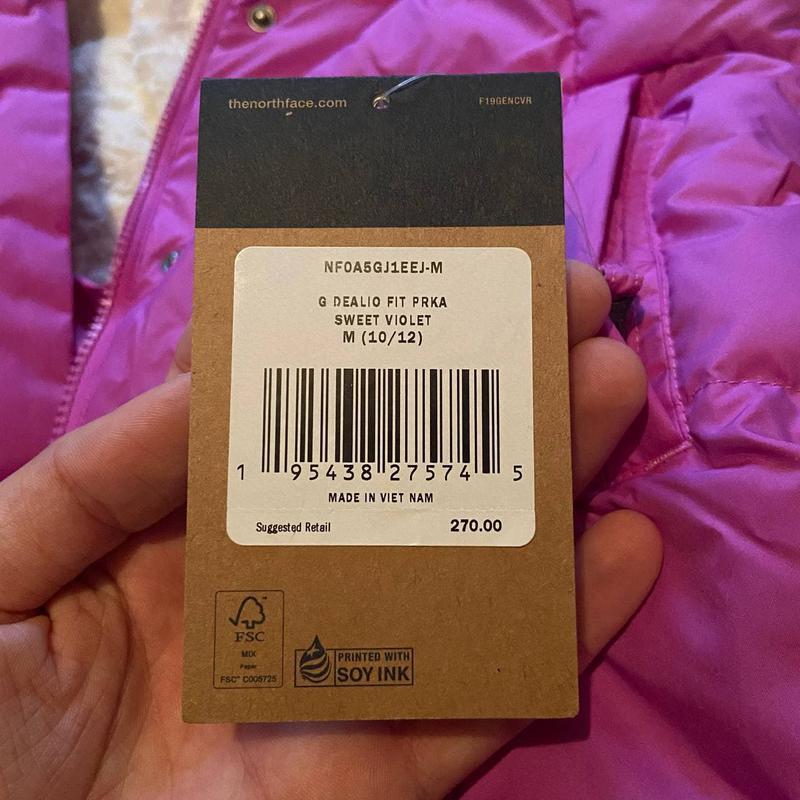 thenorthface.com
F19GENCVR
NF0A5GJ1EEJ-M
G DEALIO FIT PRKA
SWEET VIOLET
M (10/12)
1 95438 27574 5
MADE IN VIET NAM
Suggested Retail 270.00
FSC
MIX
Paper
FSC® C005725
PRINTED WITH
SOY INK